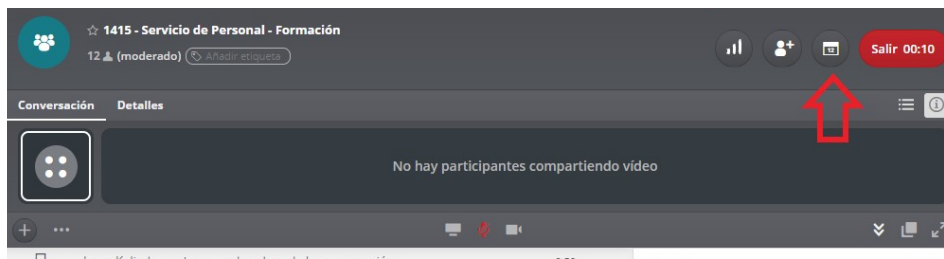 1415 - Servicio de Personal - Formación
12 (moderado) Añadir etiqueta
12
Salir 00:10
Conversación Detalles
No hay participantes compartiendo vídeo